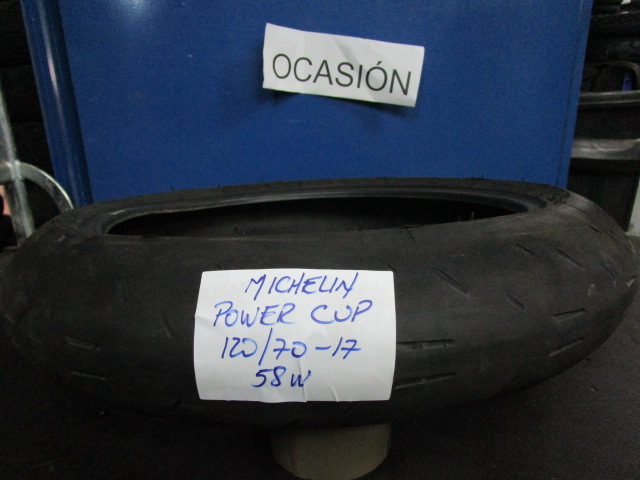 OCASIÓN
MICHELIN
POWER CUP
120/70-17
58W